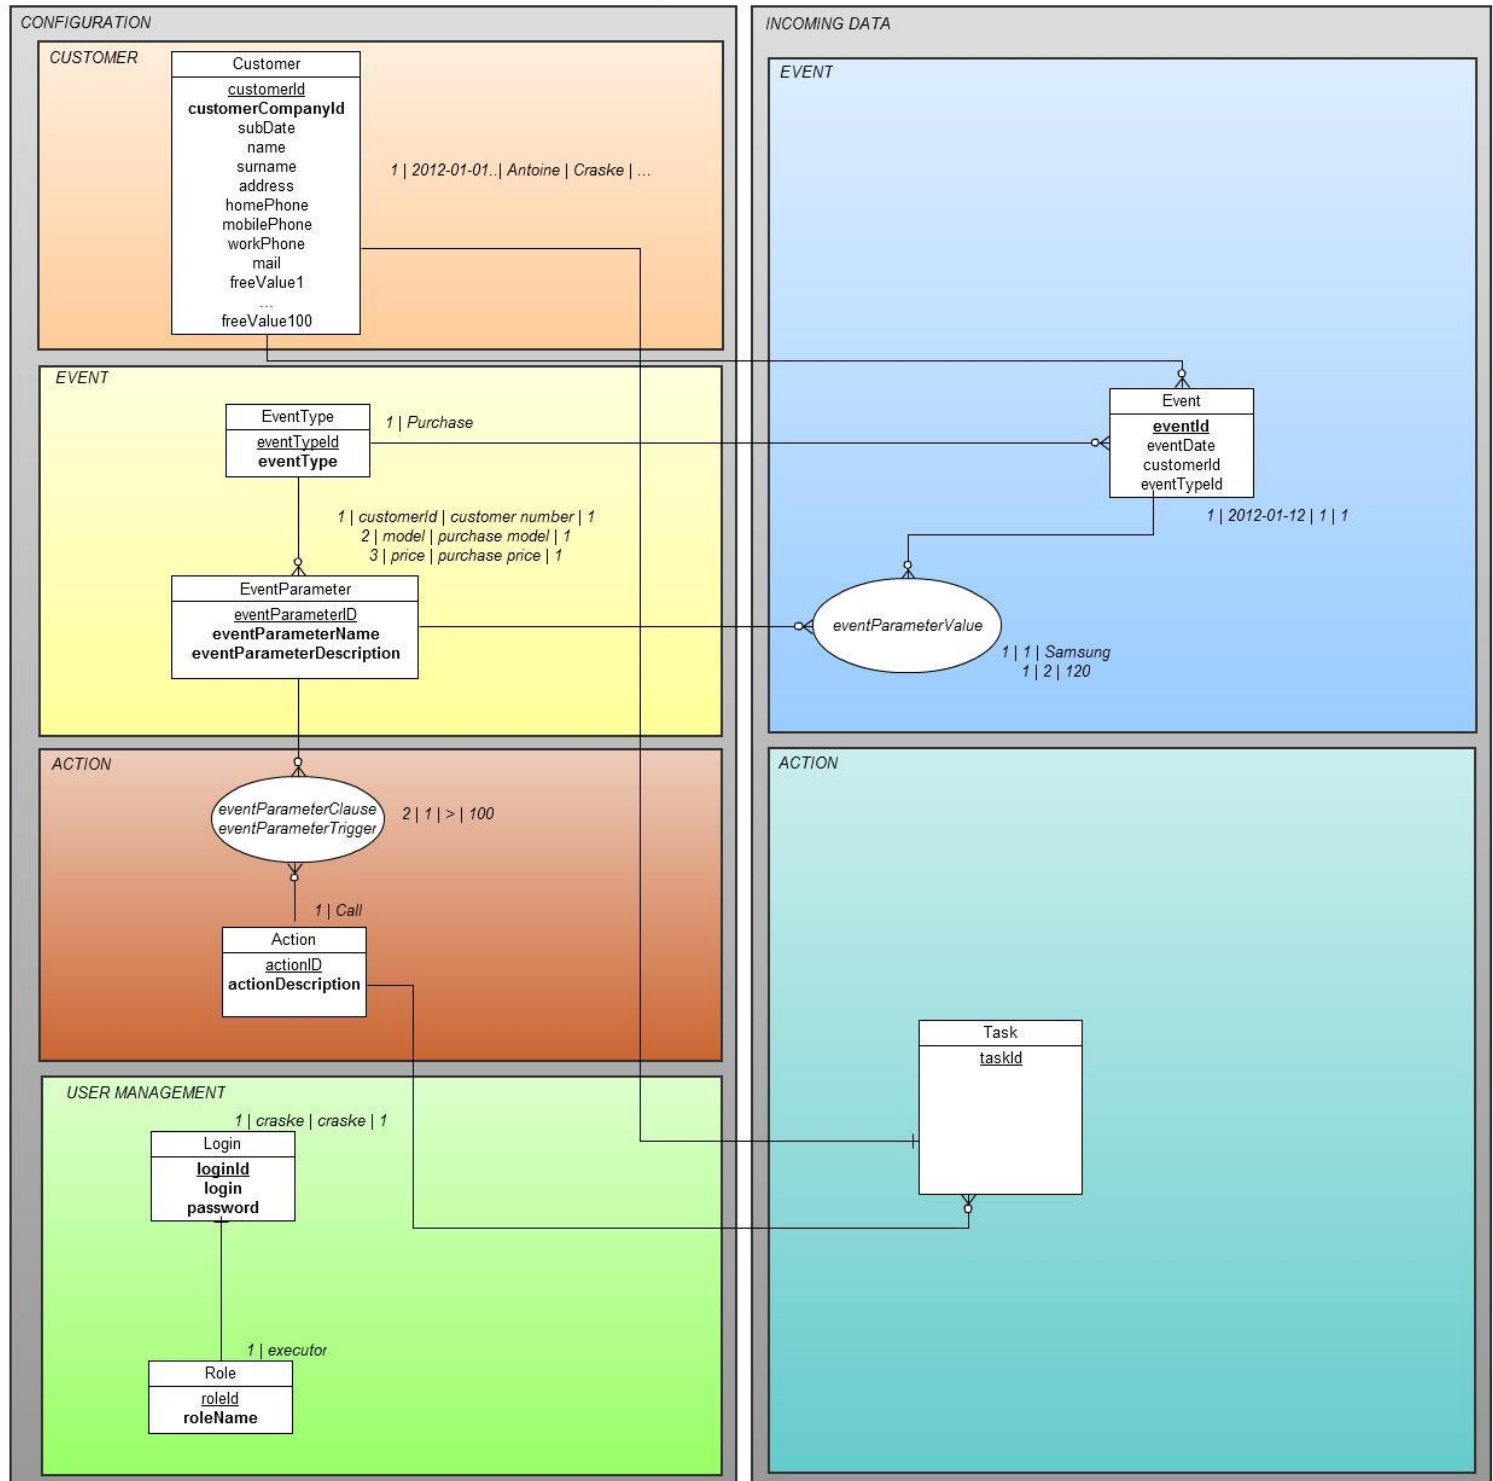 CONFIGURATION
CUSTOMER
Customer
customerId
customerCompanyId
subDate
name
surname
address
homePhone
mobilePhone
workPhone
mail
freeValue1
...
freeValue100
1 | 2012-01-01..| Antoine | Craske | ...
EVENT
EventType
eventTypeId
eventType
1 | Purchase
1 | customerId | customer number | 1
2 | model | purchase model | 1
3 | price | purchase price | 1
EventParameter
eventParameterID
eventParameterName
eventParameterDescription
ACTION
eventParameterClause
eventParameterTrigger
2 | 1 | > | 100
1 | Call
Action
actionID
actionDescription
USER MANAGEMENT
1 | craske | craske | 1
Login
loginId
login
password
1 | executor
Role
roleId
roleName
INCOMING DATA
EVENT
Event
eventId
eventDate
customerId
eventTypeId
1 | 2012-01-12 | 1 | 1
eventParameterValue
1 | 1 | Samsung
1 | 2 | 120
ACTION
Task
taskId